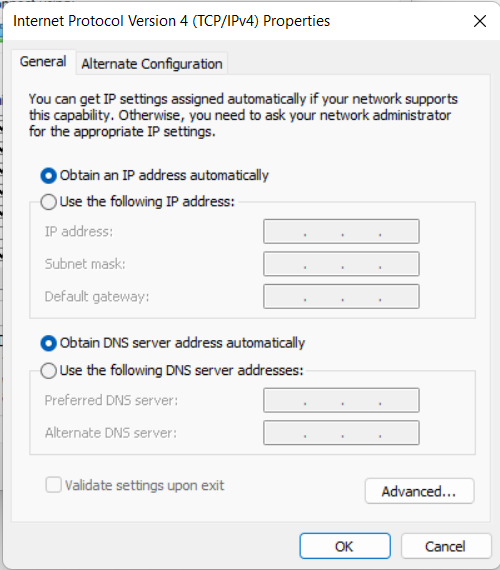 Internet Protocol Version 4 (TCP/IPv4) Properties
General
Alternate Configuration
You can get IP settings assigned automatically if your network supports
this capability. Otherwise, you need to ask your network administrator
for the appropriate IP settings.
Obtain an IP address automatically
Use the following IP address:
IP address:
Subnet mask:
Default gateway:
Obtain DNS server address automatically
Use the following DNS server addresses:
Preferred DNS server:
Alternate DNS server:
Validate settings upon exit
Advanced...
OK
Cancel